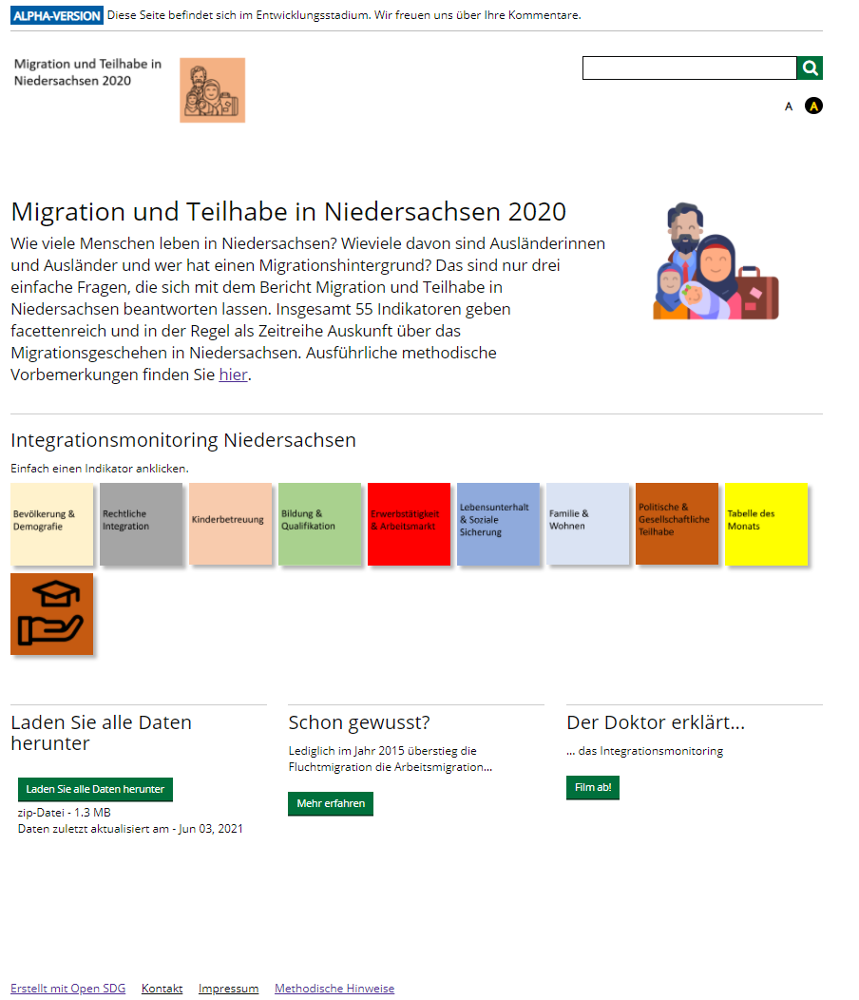 ALPHA-VERSION Diese Seite befindet sich im Entwicklungsstadium. Wir freuen uns über Ihre Kommentare.
Migration und Teilhabe in
Niedersachsen 2020
A A
Migration und Teilhabe in Niedersachsen 2020
Wie viele Menschen leben in Niedersachsen? Wieviele davon sind Ausländerinnen
und Ausländer und wer hat einen Migrationshintergrund? Das sind nur drei
einfache Fragen, die sich mit dem Bericht Migration und Teilhabe in
Niedersachsen beantworten lassen. Insgesamt 55 Indikatoren geben
facettenreich und in der Regel als Zeitreihe Auskunft über das
Migrationsgeschehen in Niedersachsen. Ausführliche methodische
Vorbemerkungen finden Sie hier.
Integrationsmonitoring Niedersachsen
Einfach einen Indikator anklicken.
Bevölkerung &
Demografie
Rechtliche
Integration
Kinderbetreuung
Bildung &
Qualifikation
Erwerbstätigkeit
& Arbeitsmarkt
Lebensunterhalt
& Soziale
Sicherung
Familie &
Wohnen
Politische &
Gesellschaftliche
Teilhabe
Tabelle des
Monats
Laden Sie alle Daten
herunter
Laden Sie alle Daten herunter
zip-Datei - 1.3 MB
Daten zuletzt aktualisiert am - Jun 03, 2021
Schon gewusst?
Lediglich im Jahr 2015 überstieg die
Fluchtmigration die Arbeitsmigration...
Mehr erfahren
Der Doktor erklärt...
... das Integrationsmonitoring
Film ab!
Erstellt mit Open SDG Kontakt Impressum Methodische Hinweise